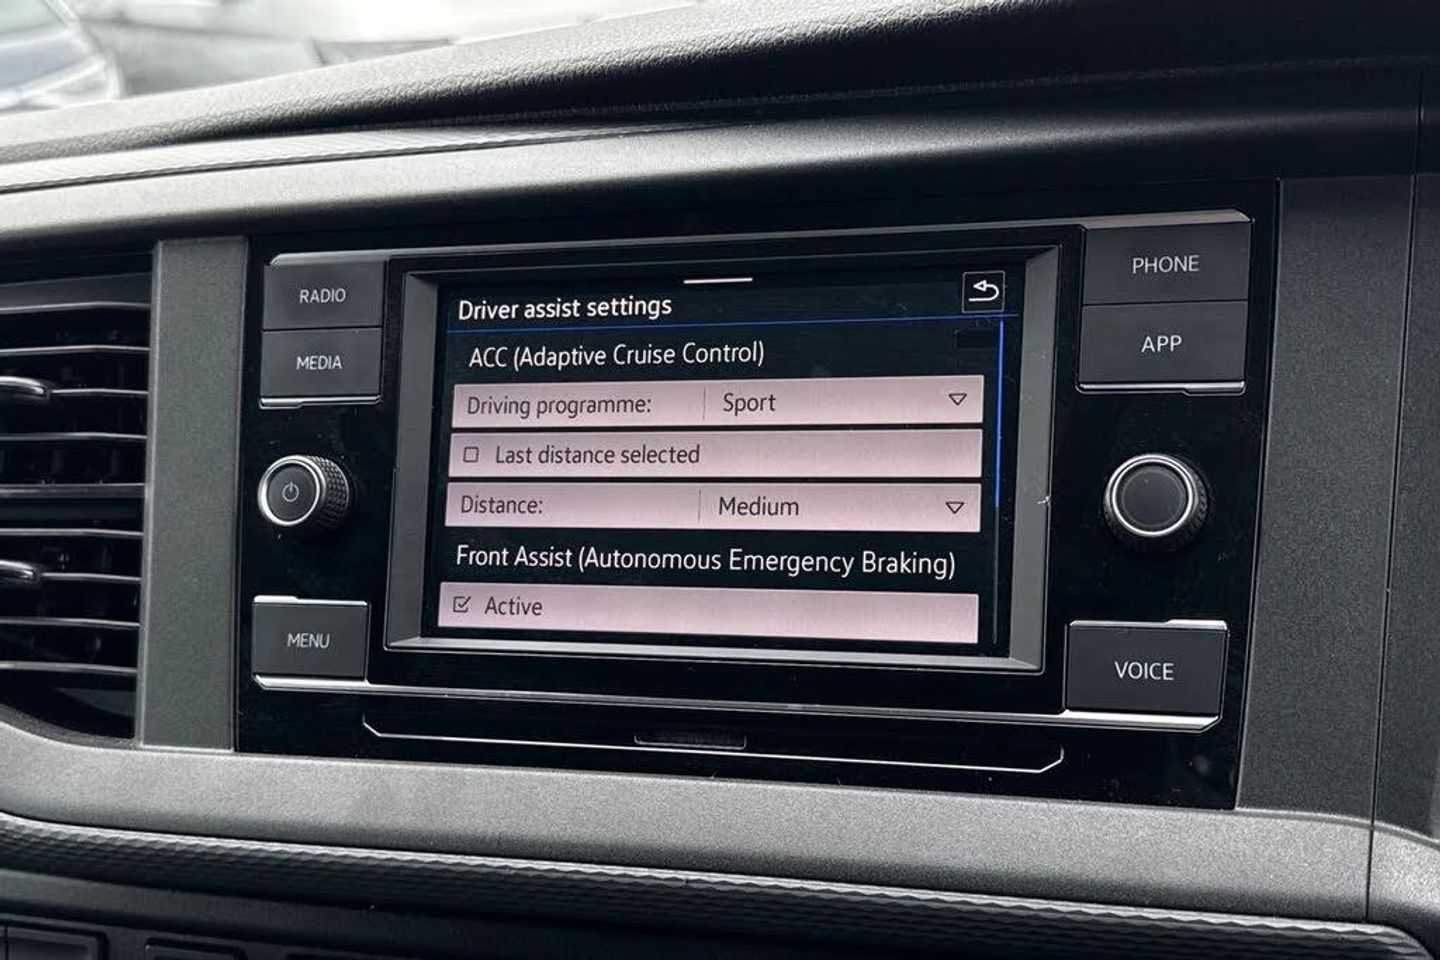 RADIO
MEDIA
MENU
Driver assist settings
ACC (Adaptive Cruise Control)
Driving programme: Sport
Last distance selected
Distance: Medium
Front Assist (Autonomous Emergency Braking)
Active
PHONE
APP
VOICE